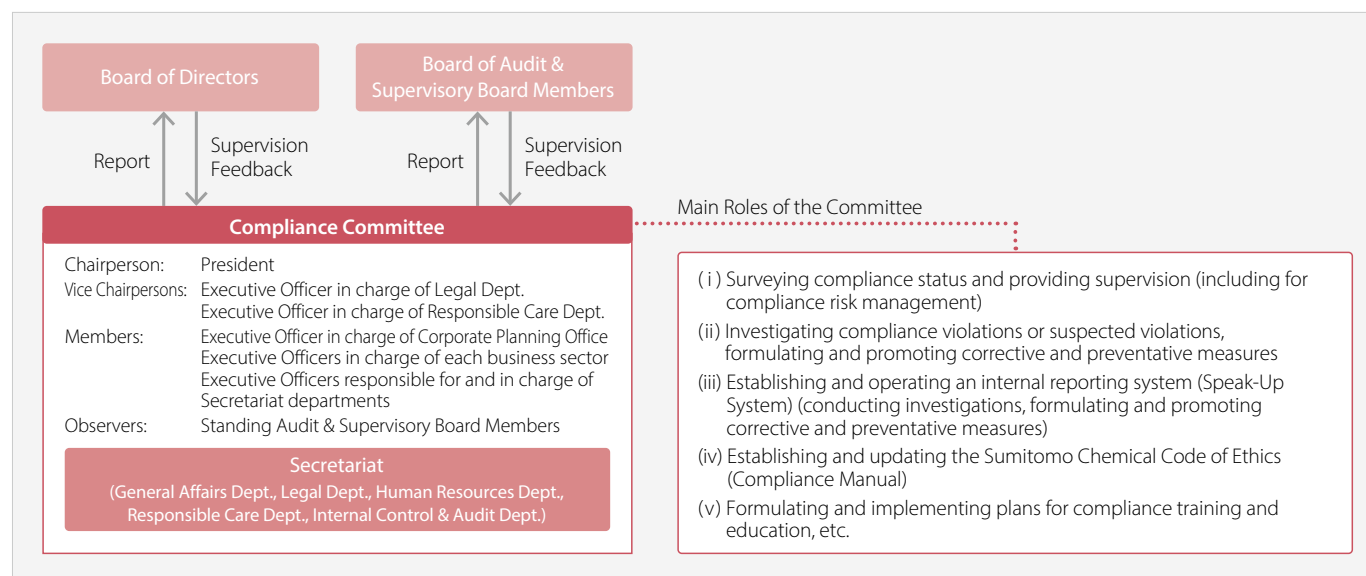 Board of Directors
Board of Audit &
Supervisory Board Members
Report
Supervision
Feedback
Report
Supervision
Feedback
Compliance Committee
Chairperson: President
Vice Chairpersons: Executive Officer in charge of Legal Dept.
Executive Officer in charge of Responsible Care Dept.
Members: Executive Officer in charge of Corporate Planning Office
Executive Officers in charge of each business sector
Executive Officers responsible for and in charge of
Secretariat departments
Observers: Standing Audit & Supervisory Board Members
Secretariat
(General Affairs Dept., Legal Dept., Human Resources Dept.,
Responsible Care Dept., Internal Control & Audit Dept.)
Main Roles of the Committee
(i) Surveying compliance status and providing supervision (including for
compliance risk management)
(ii) Investigating compliance violations or suspected violations,
formulating and promoting corrective and preventative measures
(iii) Establishing and operating an internal reporting system (Speak-Up
System) (conducting investigations, formulating and promoting
corrective and preventative measures)
(iv) Establishing and updating the Sumitomo Chemical Code of Ethics
(Compliance Manual)
(v) Formulating and implementing plans for compliance training and
education, etc.